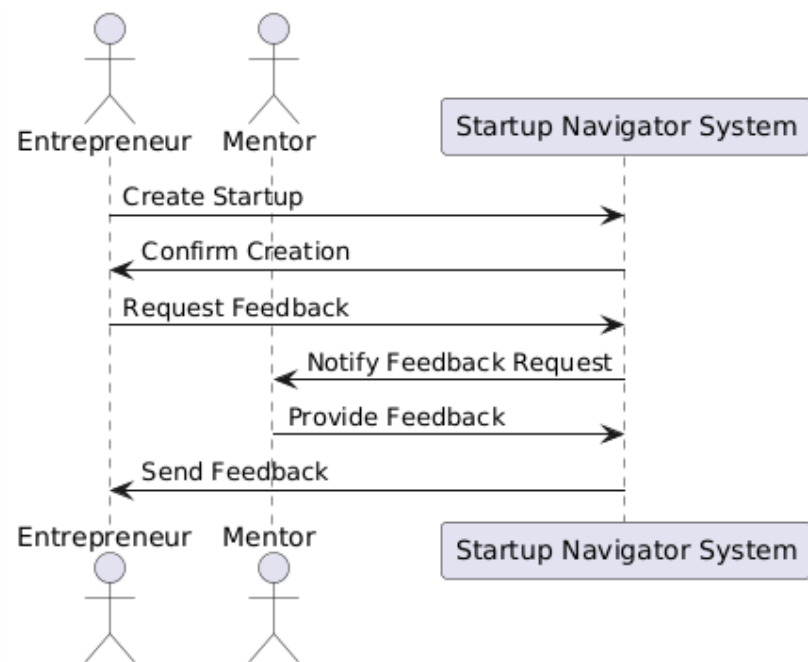 Entrepreneur
Mentor
Startup Navigator System
Create Startup
Confirm Creation
Request Feedback
Notify Feedback Request
Provide Feedback
Send Feedback
Entrepreneur
Mentor
Startup Navigator System